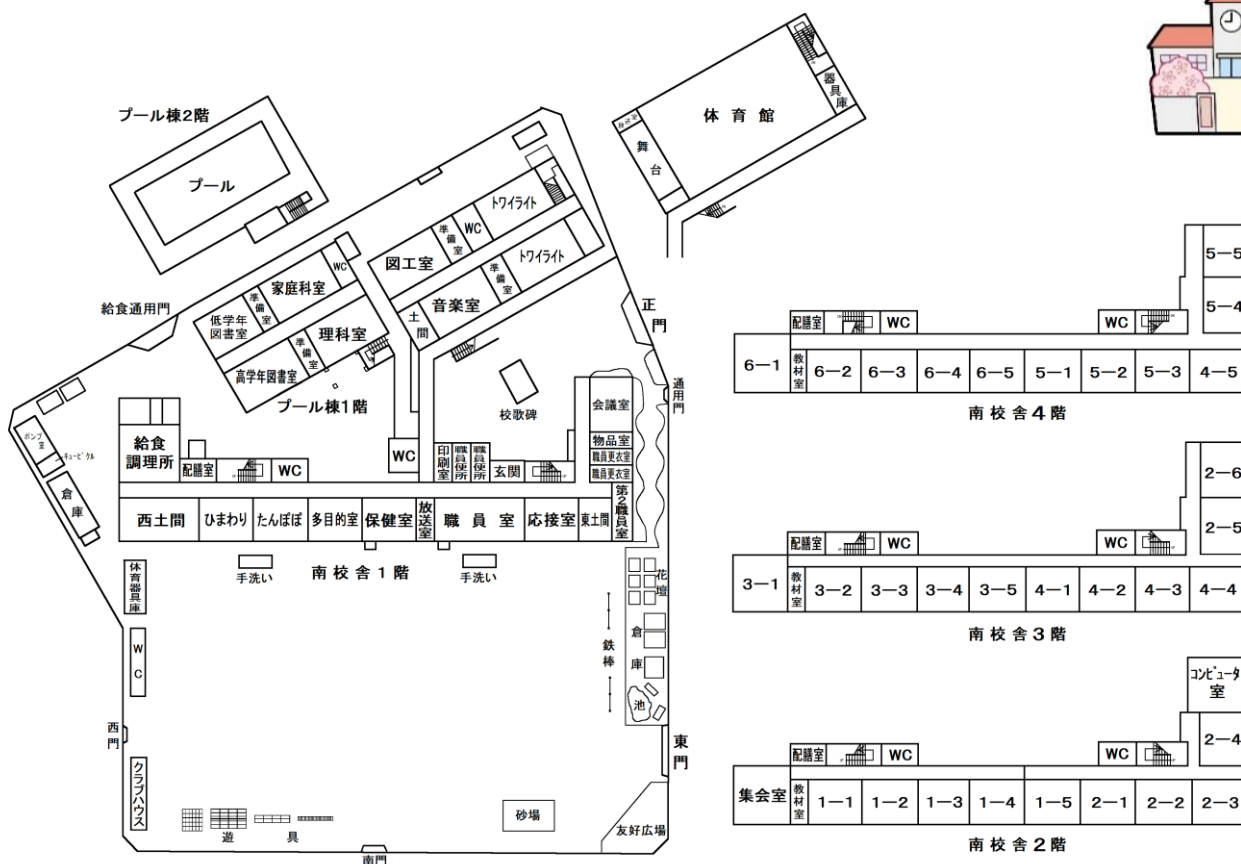 プール棟2階
プール
体育館
器具庫
舞台
給食通用門
低学年
図書室
準備室
家庭科室
WC
高学年図書室
準備室
理科室
プール棟1階
図工室
準備室
WC
トワイライト
土間
音楽室
準備室
トワイライト
正門
通用門
校歌碑
ポンプ室
キュービクル
倉庫
給食
調理所
配膳室
WC
WC
印刷室
職員便所
職員便所
玄関
会議室
物品室
職員更衣室
職員更衣室
西土間
ひまわり
たんぽぽ
多目的室
保健室
放送室
職員室
応接室
東土間
第2職員室
手洗い
南校舎1階
手洗い
体育器具庫
WC
西門
クラブハウス
鉄棒
花壇
倉庫
池
東門
遊具
砂場
友好広場
南門
5－5
5－4
配膳室
WC
WC
6－1
教材室
6－2
6－3
6－4
6－5
5－1
5－2
5－3
4－5
南校舎4階
2－6
2－5
配膳室
WC
WC
3－1
教材室
3－2
3－3
3－4
3－5
4－1
4－2
4－3
4－4
南校舎3階
コンピュータ
室
2－4
配膳室
WC
WC
集会室
教材室
1－1
1－2
1－3
1－4
1－5
2－1
2－2
2－3
南校舎2階